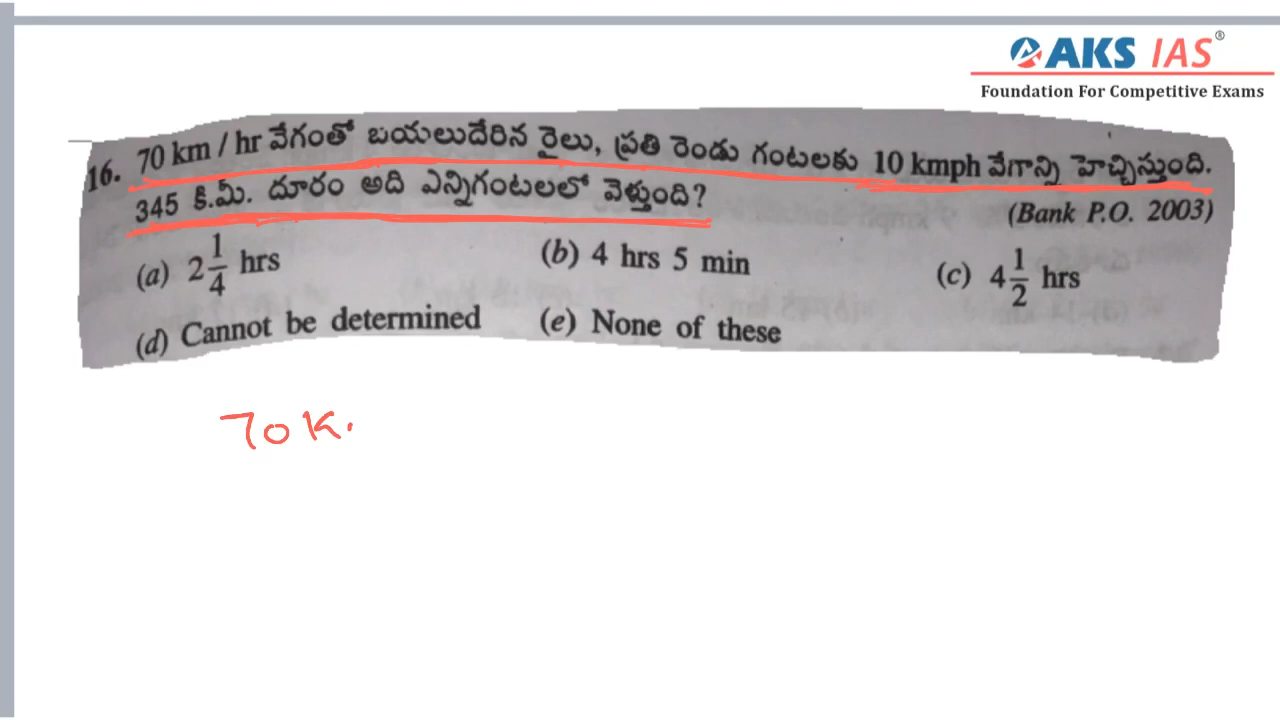 AKS IAS®
Foundation For Competitive Exams
16. 70 km / hr వేగంతో బయలుదేరిన రైలు, ప్రతి రెండు గంటలకు 10 kmph వేగాన్ని హెచ్చిస్తుంది.
345 కి.మీ. దూరం అది ఎన్నిగంటలలో వెళ్తుంది?
(Bank P.O. 2003)
(a) 2 1/4 hrs (b) 4 hrs 5 min (c) 4 1/2 hrs
(d) Cannot be determined (e) None of these
70 K.